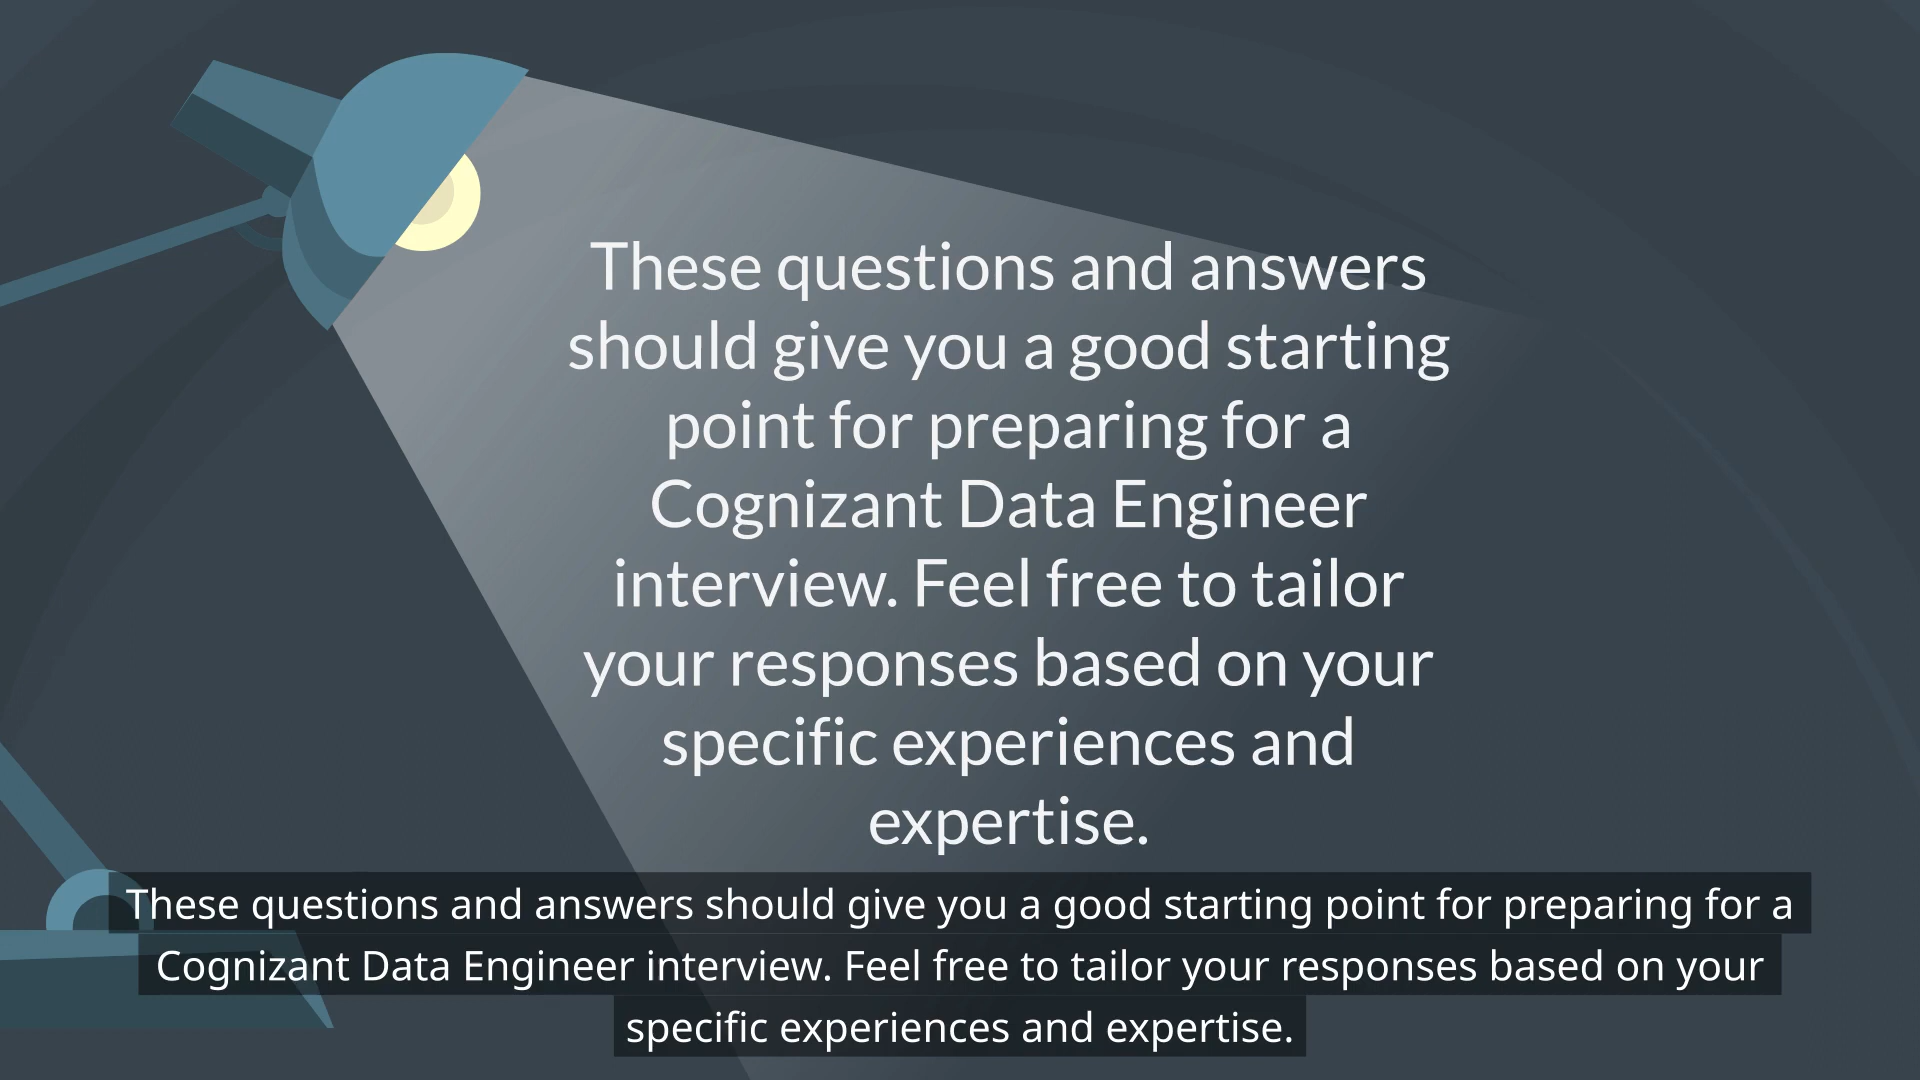 These questions and answers
should give you a good starting
point for preparing for a
Cognizant Data Engineer
interview. Feel free to tailor
your responses based on your
specific experiences and
expertise.
These questions and answers should give you a good starting point for preparing for a
Cognizant Data Engineer interview. Feel free to tailor your responses based on your
specific experiences and expertise.